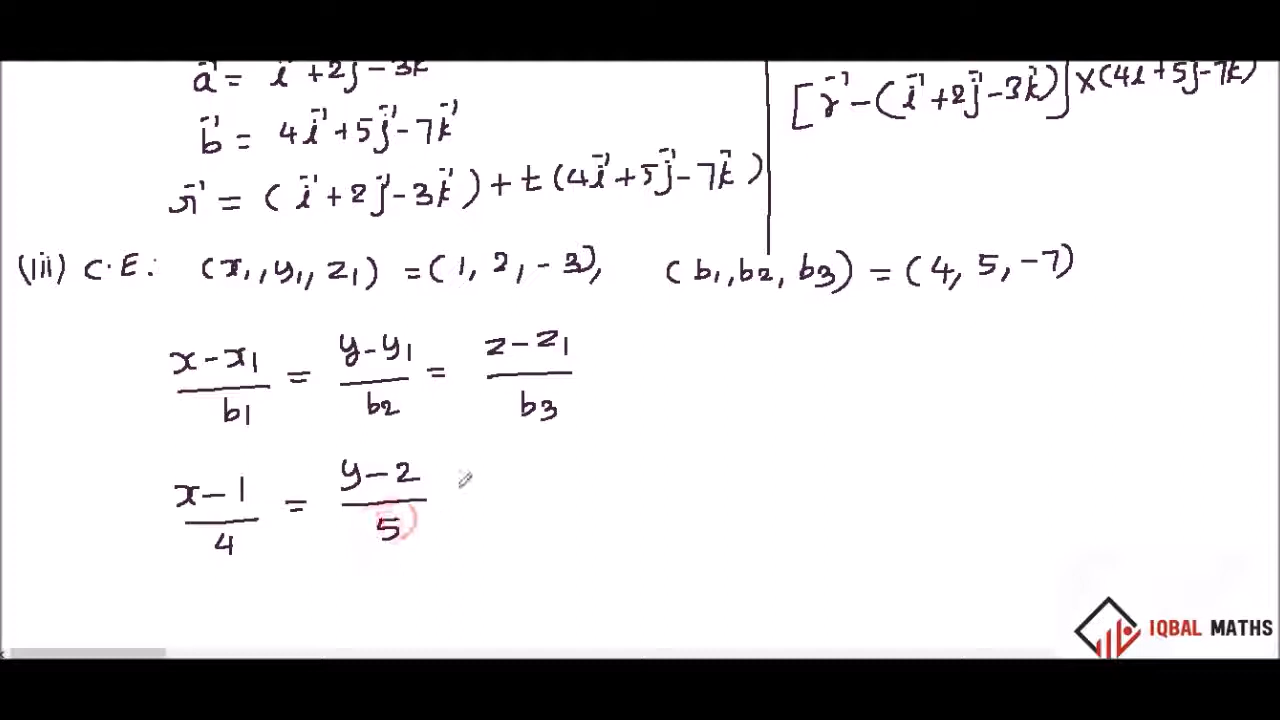 a⃗ = i⃗ + 2j⃗ - 3k⃗
b⃗ = 4i⃗ + 5j⃗ - 7k⃗
r⃗ = (i⃗ + 2j⃗ - 3k⃗) + t(4i⃗ + 5j⃗ - 7k⃗)
[r⃗ - (i⃗ + 2j⃗ - 3k⃗)] × (4i⃗ + 5j⃗ - 7k⃗)
(iii) C.E: (x₁, y₁, z₁) = (1, 2, -3), (b₁, b₂, b₃) = (4, 5, -7)
(x - x₁)/b₁ = (y - y₁)/b₂ = (z - z₁)/b₃
(x - 1)/4 = (y - 2)/5
IQBAL MATHS